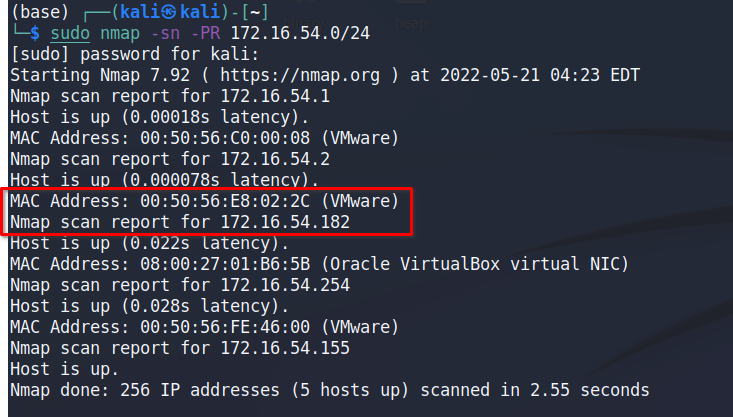 (base) ┌──(kali㉿kali)-[~]
└─$ sudo nmap -sn -PR 172.16.54.0/24
[sudo] password for kali:
Starting Nmap 7.92 ( https://nmap.org ) at 2022-05-21 04:23 EDT
Nmap scan report for 172.16.54.1
Host is up (0.00018s latency).
MAC Address: 00:50:56:C0:00:08 (VMware)
Nmap scan report for 172.16.54.2
Host is up (0.000078s latency).
MAC Address: 00:50:56:E8:02:2C (VMware)
Nmap scan report for 172.16.54.182
Host is up (0.022s latency).
MAC Address: 08:00:27:01:B6:5B (Oracle VirtualBox virtual NIC)
Nmap scan report for 172.16.54.254
Host is up (0.028s latency).
MAC Address: 00:50:56:FE:46:00 (VMware)
Nmap scan report for 172.16.54.155
Host is up.
Nmap done: 256 IP addresses (5 hosts up) scanned in 2.55 seconds